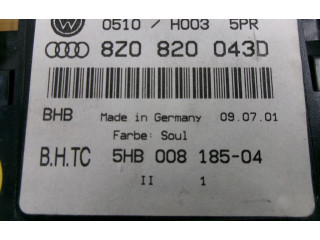 0510 / H003 5PR
8Z0 820 043D
BHB Made in Germany 09.07.01
Farbe: Soul
B.H.TC 5HB 008 185-04
II 1